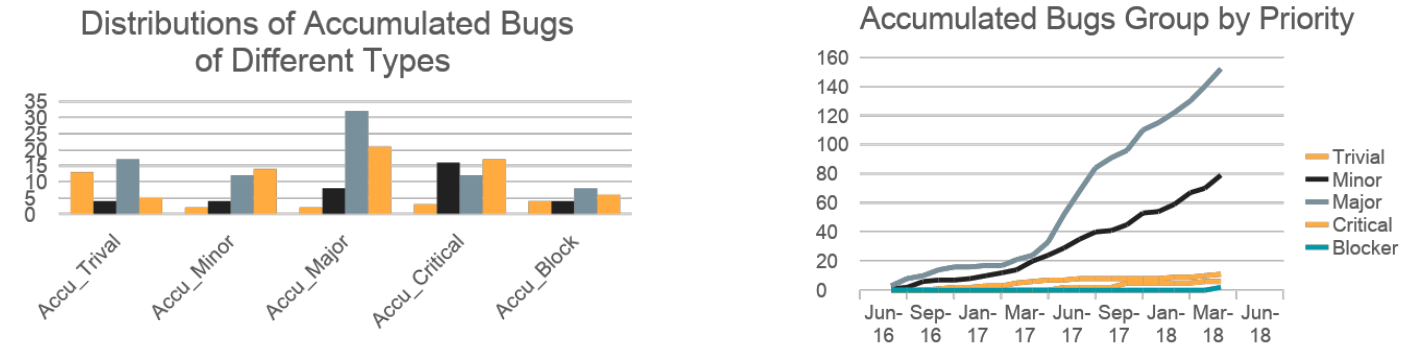 Distributions of Accumulated Bugs
of Different Types
35
30
25
20
15
10
5
0
Accu_Trival
Accu_Minor
Accu_Major
Accu_Critical
Accu_Block
Accumulated Bugs Group by Priority
160
140
120
100
80
60
40
20
0
Jun- Sep- Jan- Mar- Jun- Sep- Jan- Mar- Jun-
16 16 17 17 17 17 18 18 18
Trivial
Minor
Major
Critical
Blocker